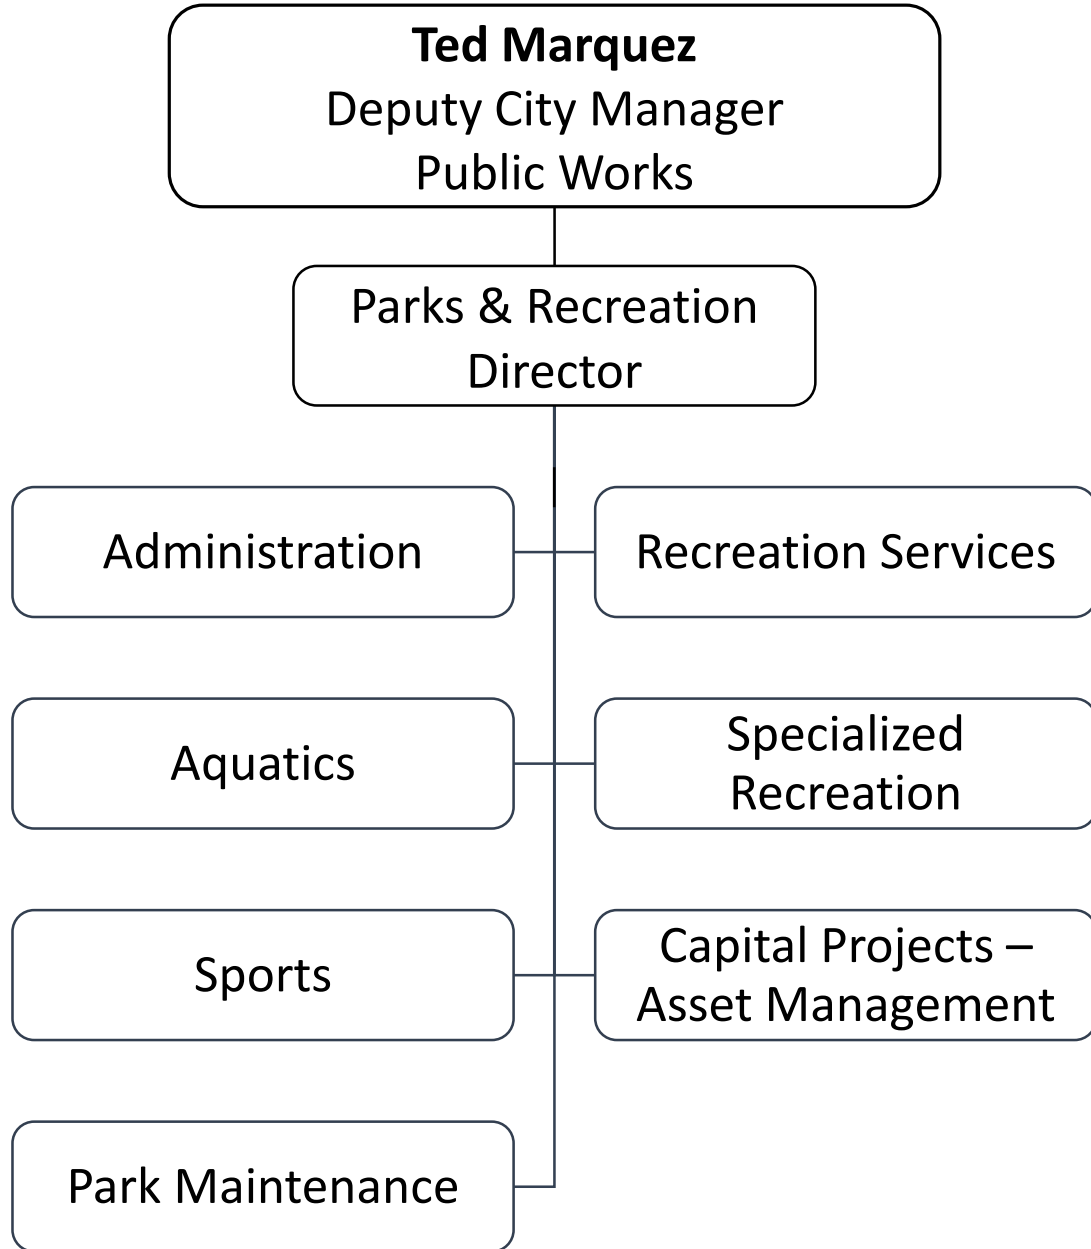 Ted Marquez
Deputy City Manager
Public Works
Parks & Recreation
Director
Administration
Recreation Services
Aquatics
Specialized
Recreation
Sports
Capital Projects –
Asset Management
Park Maintenance